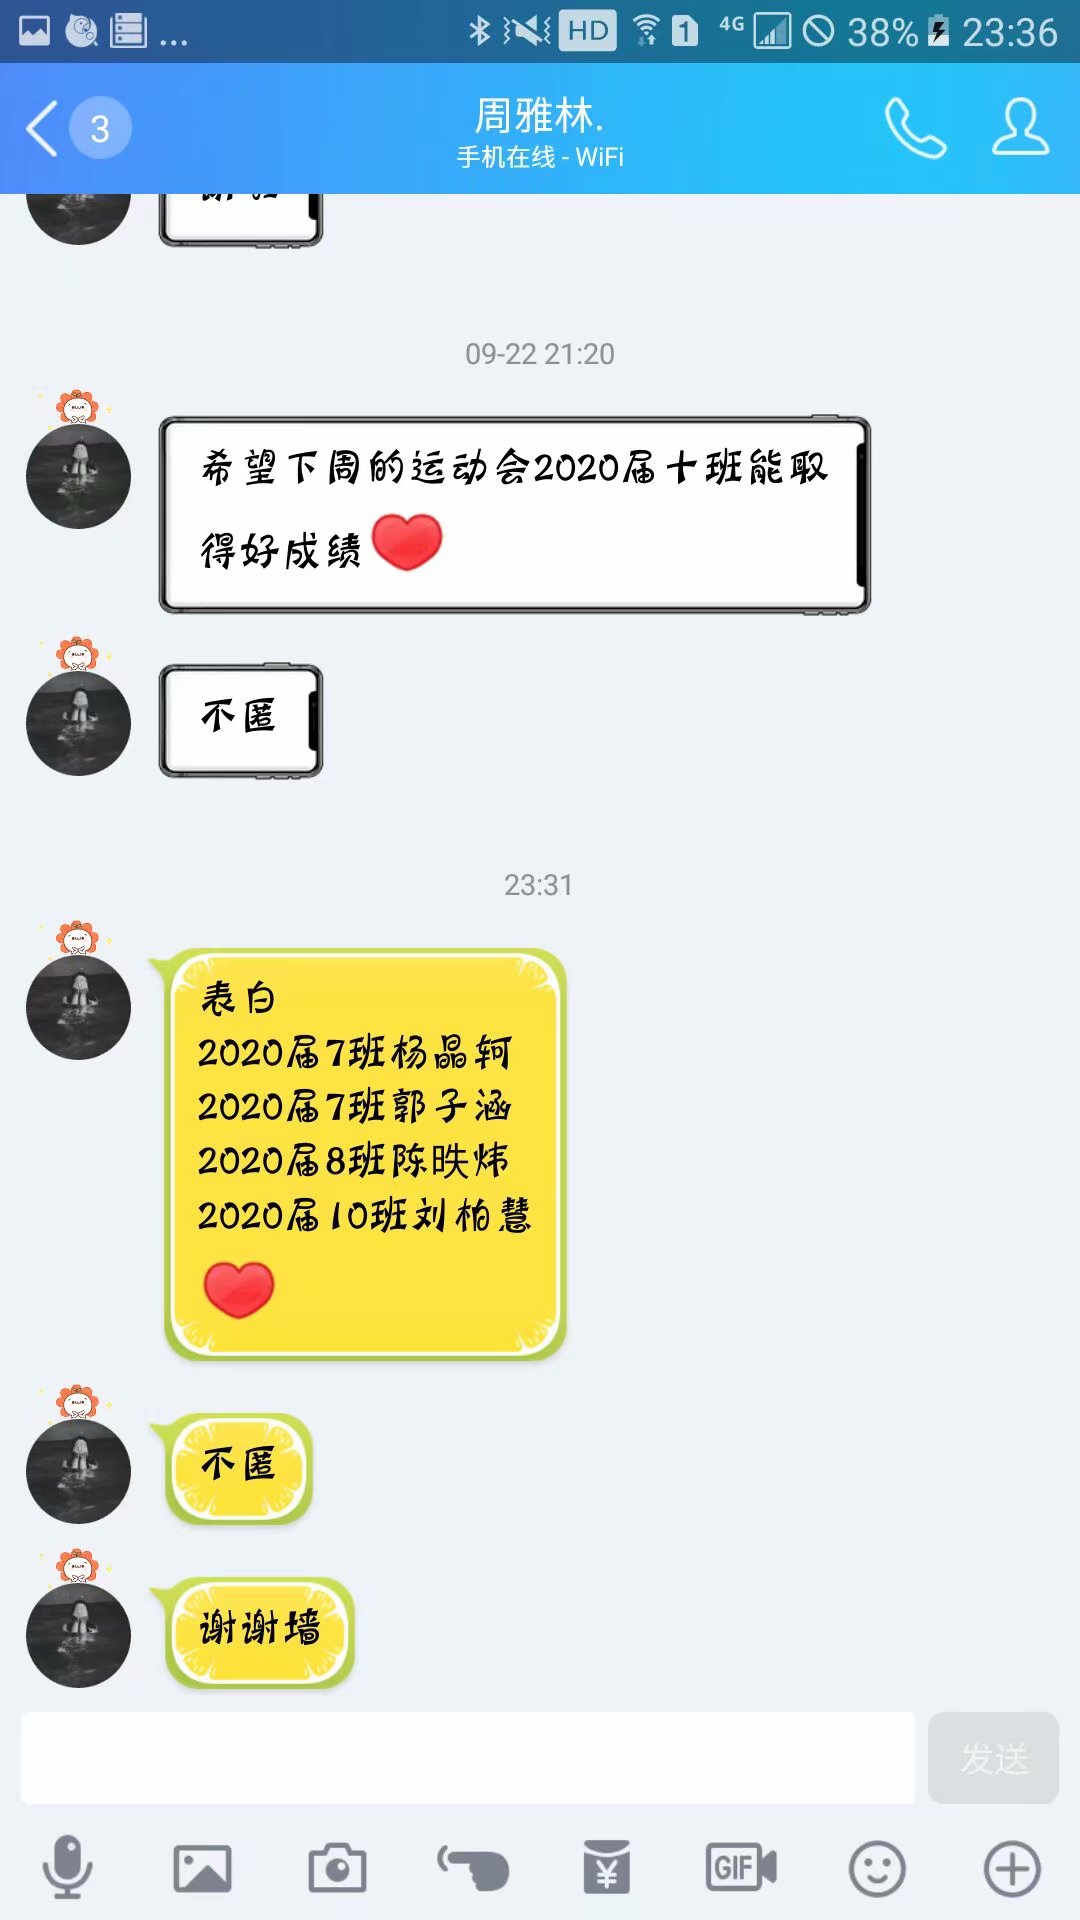 ... HD 1 4G 38% 23:36
3
周雅林.
手机在线 - WiFi
09-22 21:20
希望下周的运动会2020届十班能取
得好成绩
不匿
23:31
表白
2020届7班杨晶轲
2020届7班郭子涵
2020届8班陈昳炜
2020届10班刘柏慧
不匿
谢谢墙
发送
GIF